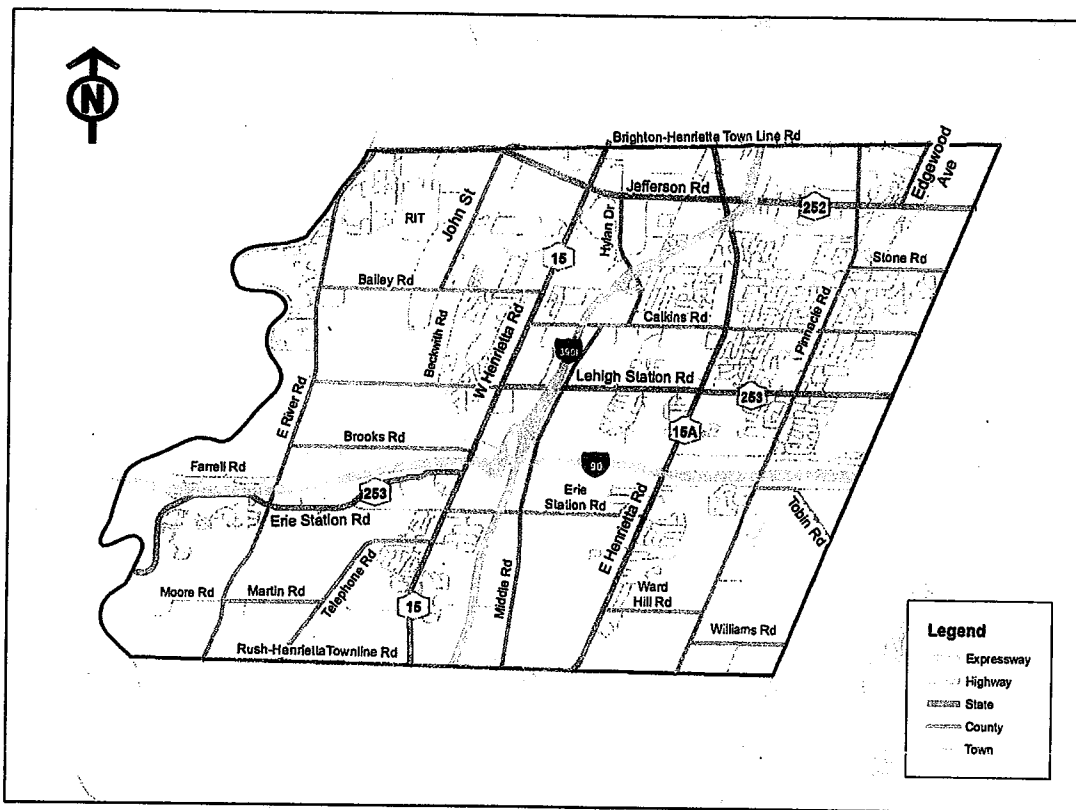 N
Brighton-Henrietta Town Line Rd
Edgewood
Ave
Jefferson Rd
252
RIT
John St
Hylan Dr
15
Stone Rd
Bailey Rd
Calkins Rd
Pinnacle Rd
Beckwith Rd
W Henrietta Rd
Lehigh Station Rd
253
E River Rd
15A
Brooks Rd
Farrell Rd
90
253
Erie
Station Rd
Erie Station Rd
E Henrietta Rd
Tobin Rd
Telephone Rd
Middle Rd
Moore Rd
Martin Rd
Ward
Hill Rd
15
Williams Rd
Rush-Henrietta Townline Rd
Legend
Expressway
Highway
State
County
Town